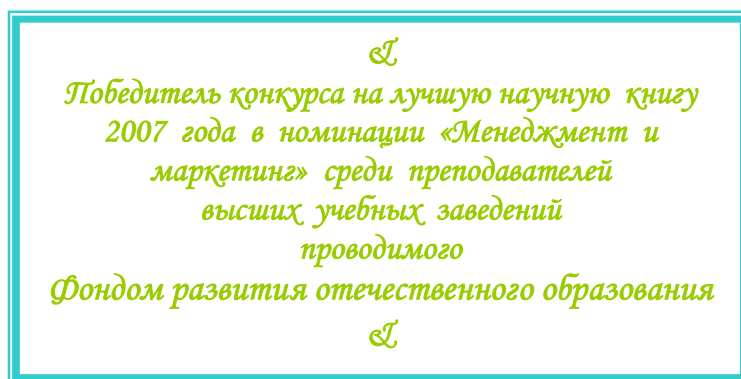 &
Победитель конкурса на лучшую научную книгу
2007 года в номинации «Менеджмент и
маркетинг» среди преподавателей
высших учебных заведений
проводимого
Фондом развития отечественного образования
&